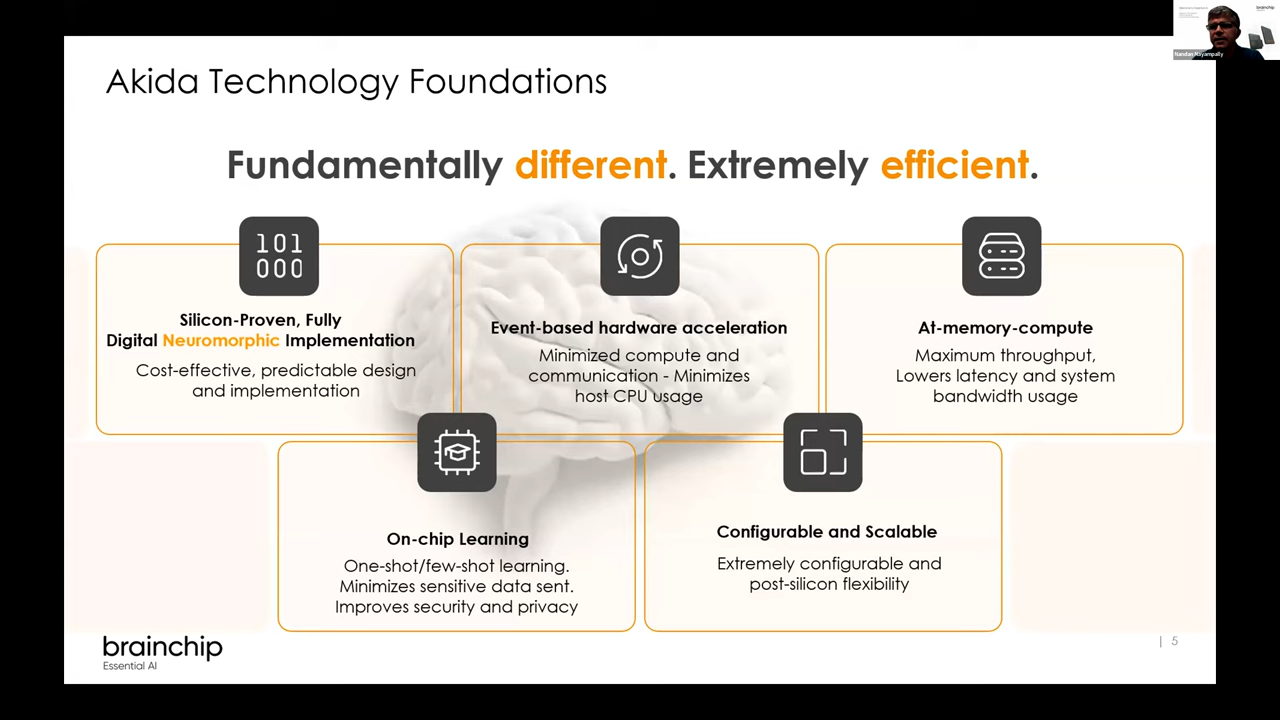 Akida Technology Foundations
Fundamentally different. Extremely efficient.
101
000
Silicon-Proven, Fully
Digital Neuromorphic Implementation
Cost-effective, predictable design
and implementation
Event-based hardware acceleration
Minimized compute and
communication - Minimizes
host CPU usage
At-memory-compute
Maximum throughput,
Lowers latency and system
bandwidth usage
On-chip Learning
One-shot/few-shot learning.
Minimizes sensitive data sent.
Improves security and privacy
Configurable and Scalable
Extremely configurable and
post-silicon flexibility
brainchip
Essential AI
| 5
brainchip
Nandan Nayampally